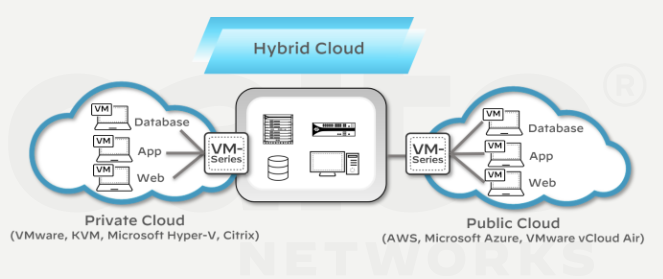 Hybrid Cloud
VM
Database
VM
App
VM
Web
VM-
Series
VM-
Series
VM
Database
VM
App
VM
Web
Private Cloud
(VMware, KVM, Microsoft Hyper-V, Citrix)
Public Cloud
(AWS, Microsoft Azure, VMware vCloud Air)
®
NETWORKS